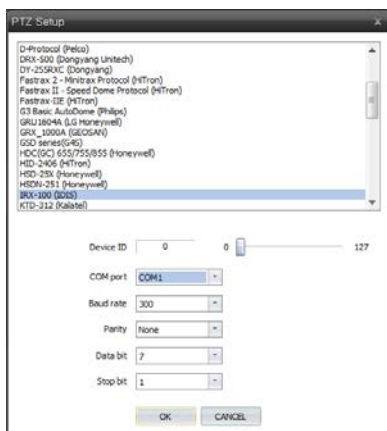 PTZ Setup
D-Protocol (Pelco)
DRX-500 (Dongyang Unitech)
DY-255RXC (Dongyang)
Fastrax 2 - Minitrax Protocol (HiTron)
Fastrax II - Speed Dome Protocol (HiTron)
Fastrax-IIE (HiTron)
G3 Basic AutoDome (Philips)
GRU1604A (LG Honeywell)
GRX_1000A (GEOSAN)
GSD series(G4S)
HDC(GC) 655/755/855 (Honeywell)
HID-2406 (HiTron)
HSD-25X (Honeywell)
HSDN-251 (Honeywell)
IRX-100 (IDIS)
KTD-312 (Kalatel)
Device ID 0 0 127
COM port COM1
Baud rate 300
Parity None
Data bit 7
Stop bit 1
OK CANCEL